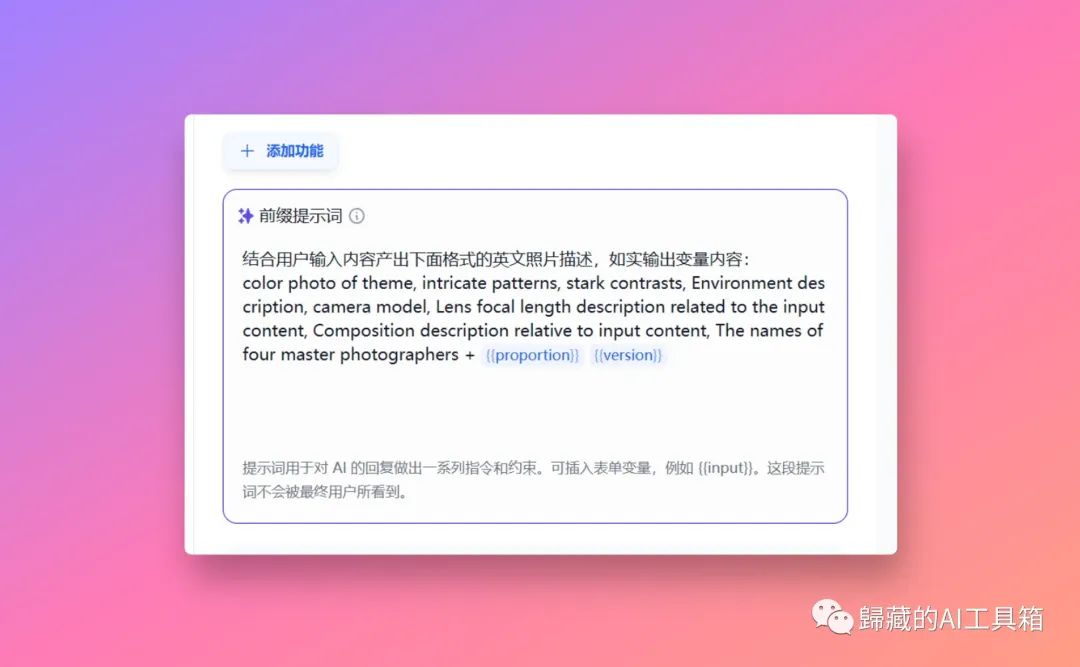 添加功能
前缀提示词
结合用户输入内容产出下面格式的英文照片描述，如实输出变量内容：
color photo of theme, intricate patterns, stark contrasts, Environment des
cription, camera model, Lens focal length description related to the input
content, Composition description relative to input content, The names of
four master photographers + {{proportion}} {{version}}
提示词用于对 AI 的回复做出一系列指令和约束。可插入表单变量，例如 {{input}}。这段提示
词不会被最终用户所看到。
歸藏的AI工具箱